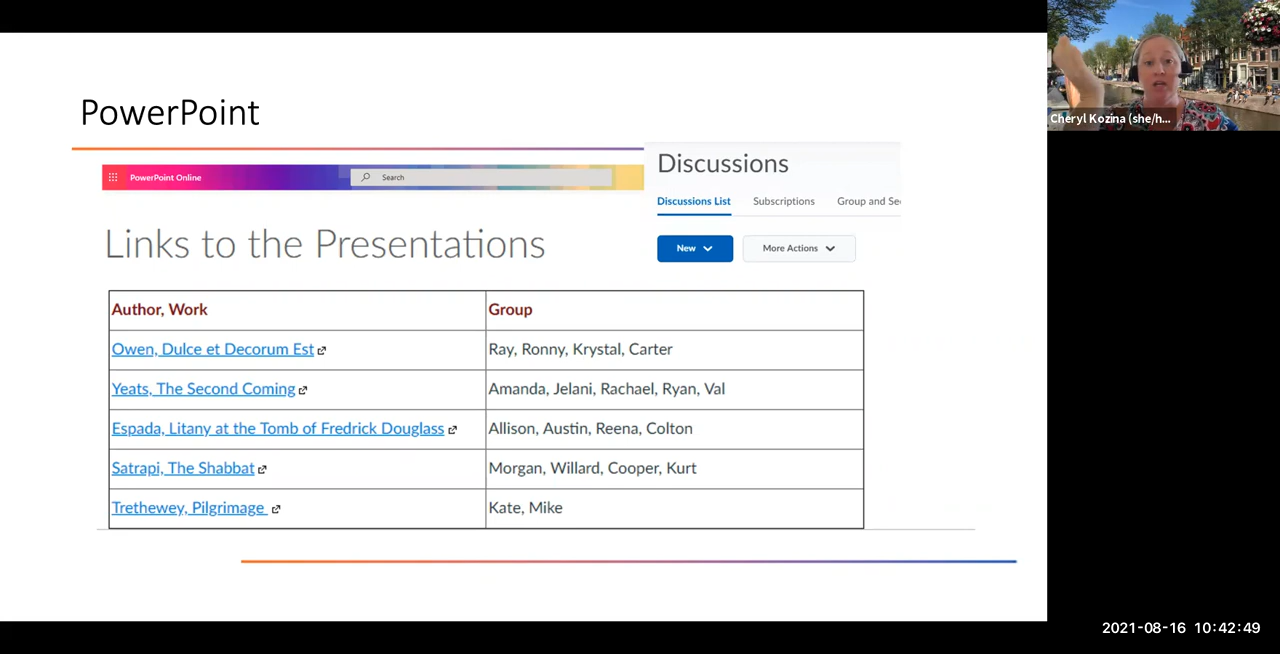 PowerPoint
PowerPoint Online
Search
Discussions
Discussions List Subscriptions Group and Se
New More Actions
Links to the Presentations
Author, Work Group
Owen, Dulce et Decorum Est Ray, Ronny, Krystal, Carter
Yeats, The Second Coming Amanda, Jelani, Rachael, Ryan, Val
Espada, Litany at the Tomb of Fredrick Douglass Allison, Austin, Reena, Colton
Satrapi, The Shabbat Morgan, Willard, Cooper, Kurt
Trethewey, Pilgrimage Kate, Mike
Cheryl Kozina (she/h...
2021-08-16 10:42:49